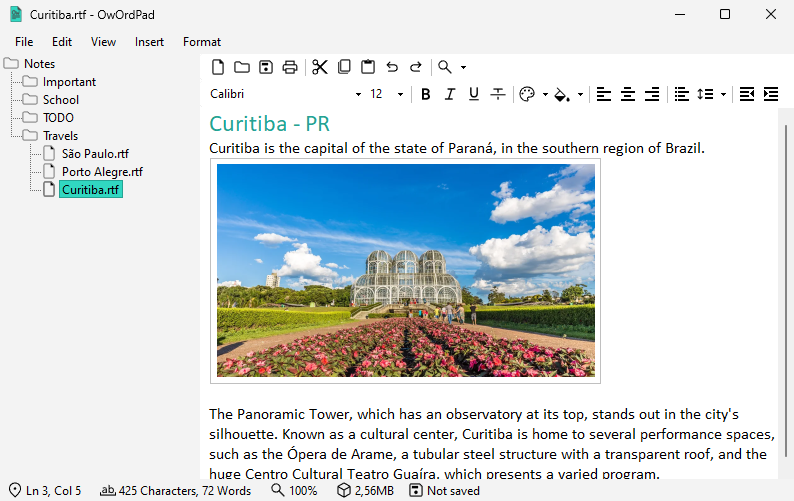 Curitiba.rtf - OwOrdPad
File Edit View Insert Format
Notes
Important
School
TODO
Travels
São Paulo.rtf
Porto Alegre.rtf
Curitiba.rtf
Calibri 12 B I U T
Curitiba - PR
Curitiba is the capital of the state of Paraná, in the southern region of Brazil.
The Panoramic Tower, which has an observatory at its top, stands out in the city's
silhouette. Known as a cultural center, Curitiba is home to several performance spaces,
such as the Ópera de Arame, a tubular steel structure with a transparent roof, and the
huge Centro Cultural Teatro Guaíra, which presents a varied program.
Ln 3, Col 5 ab 425 Characters, 72 Words 100% 2,56MB Not saved